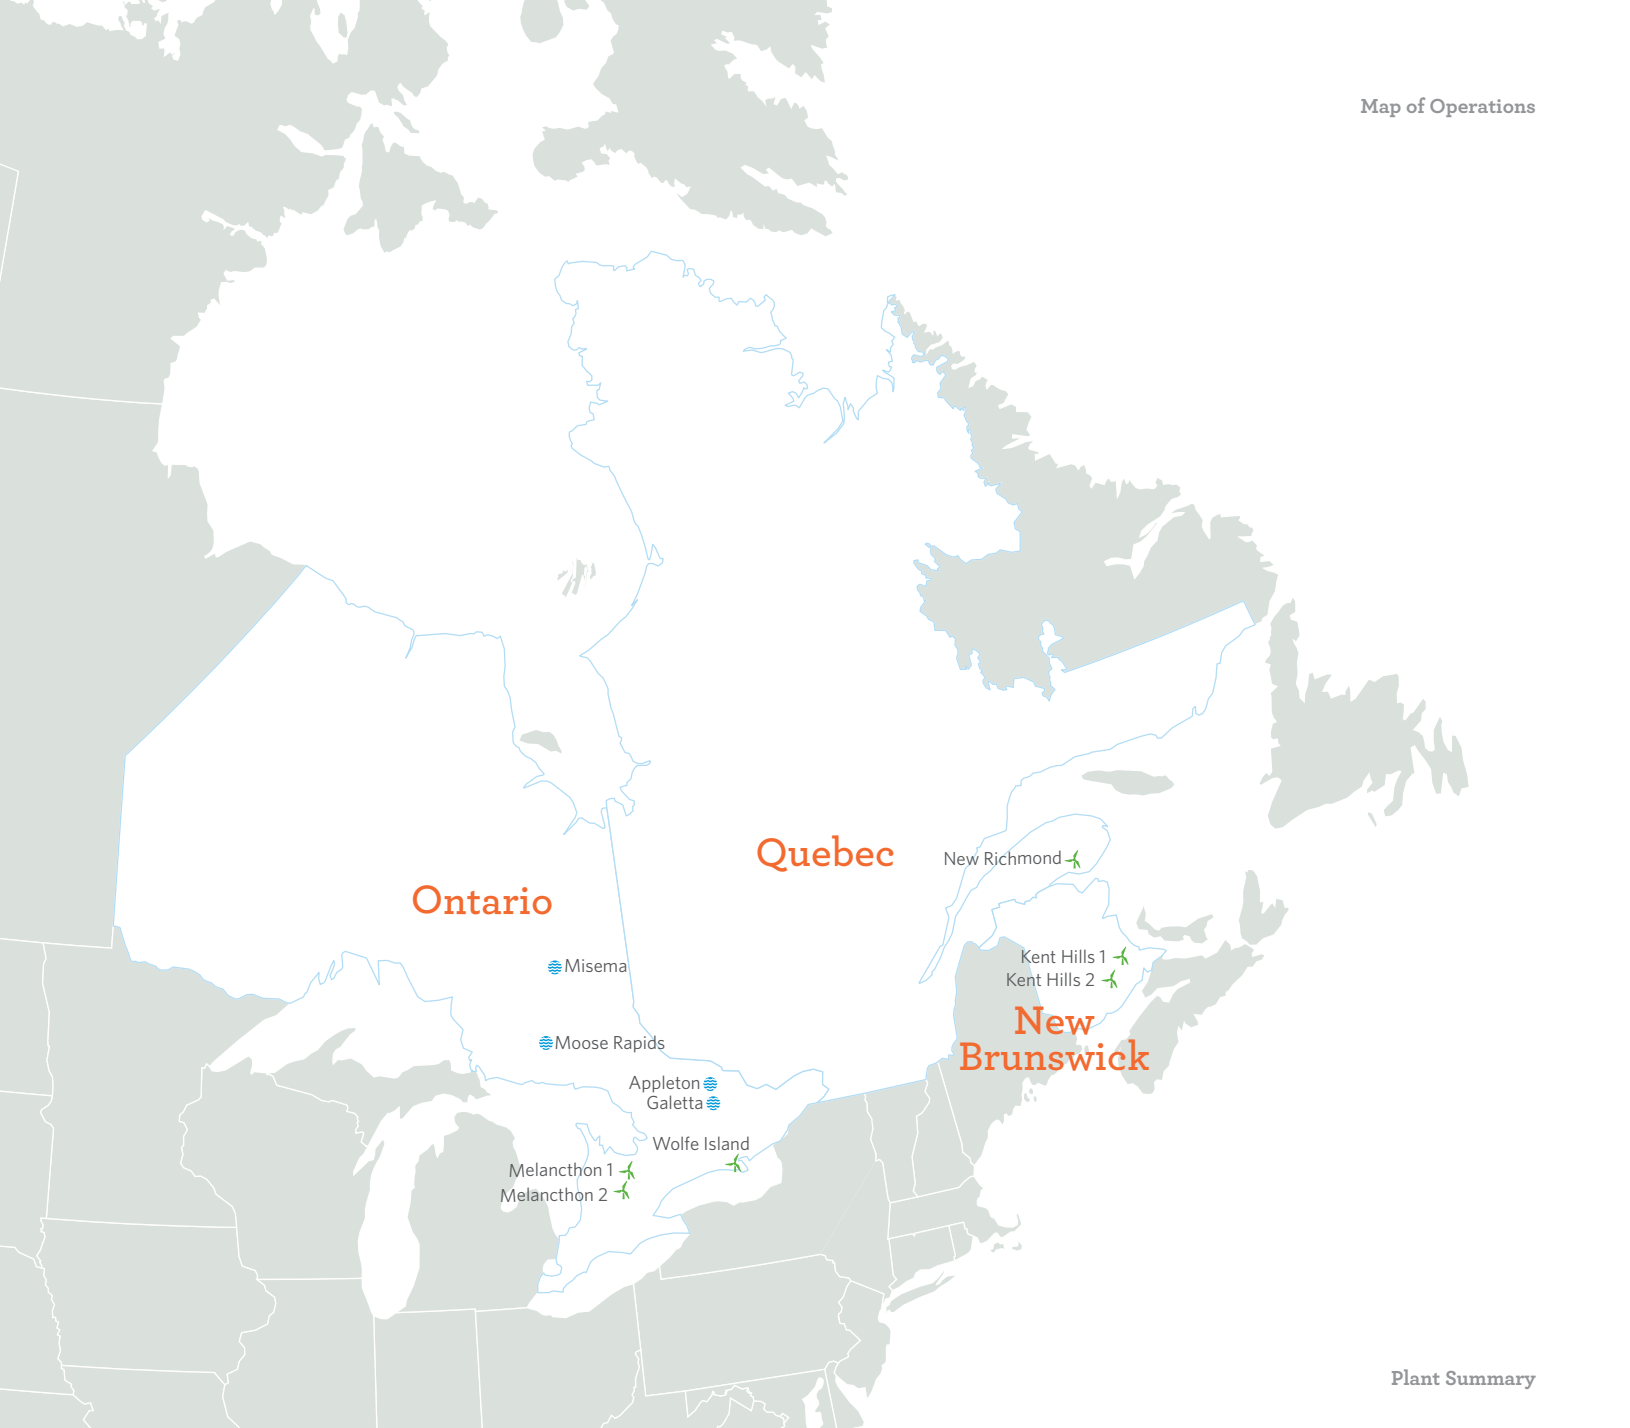 Map of Operations
Quebec
New Richmond
Ontario
Kent Hills 1
Misema
Kent Hills 2
New
Brunswick
Moose Rapids
Appleton
Galetta
Wolfe Island
Melancthon 1
Melancthon 2
Plant Summary